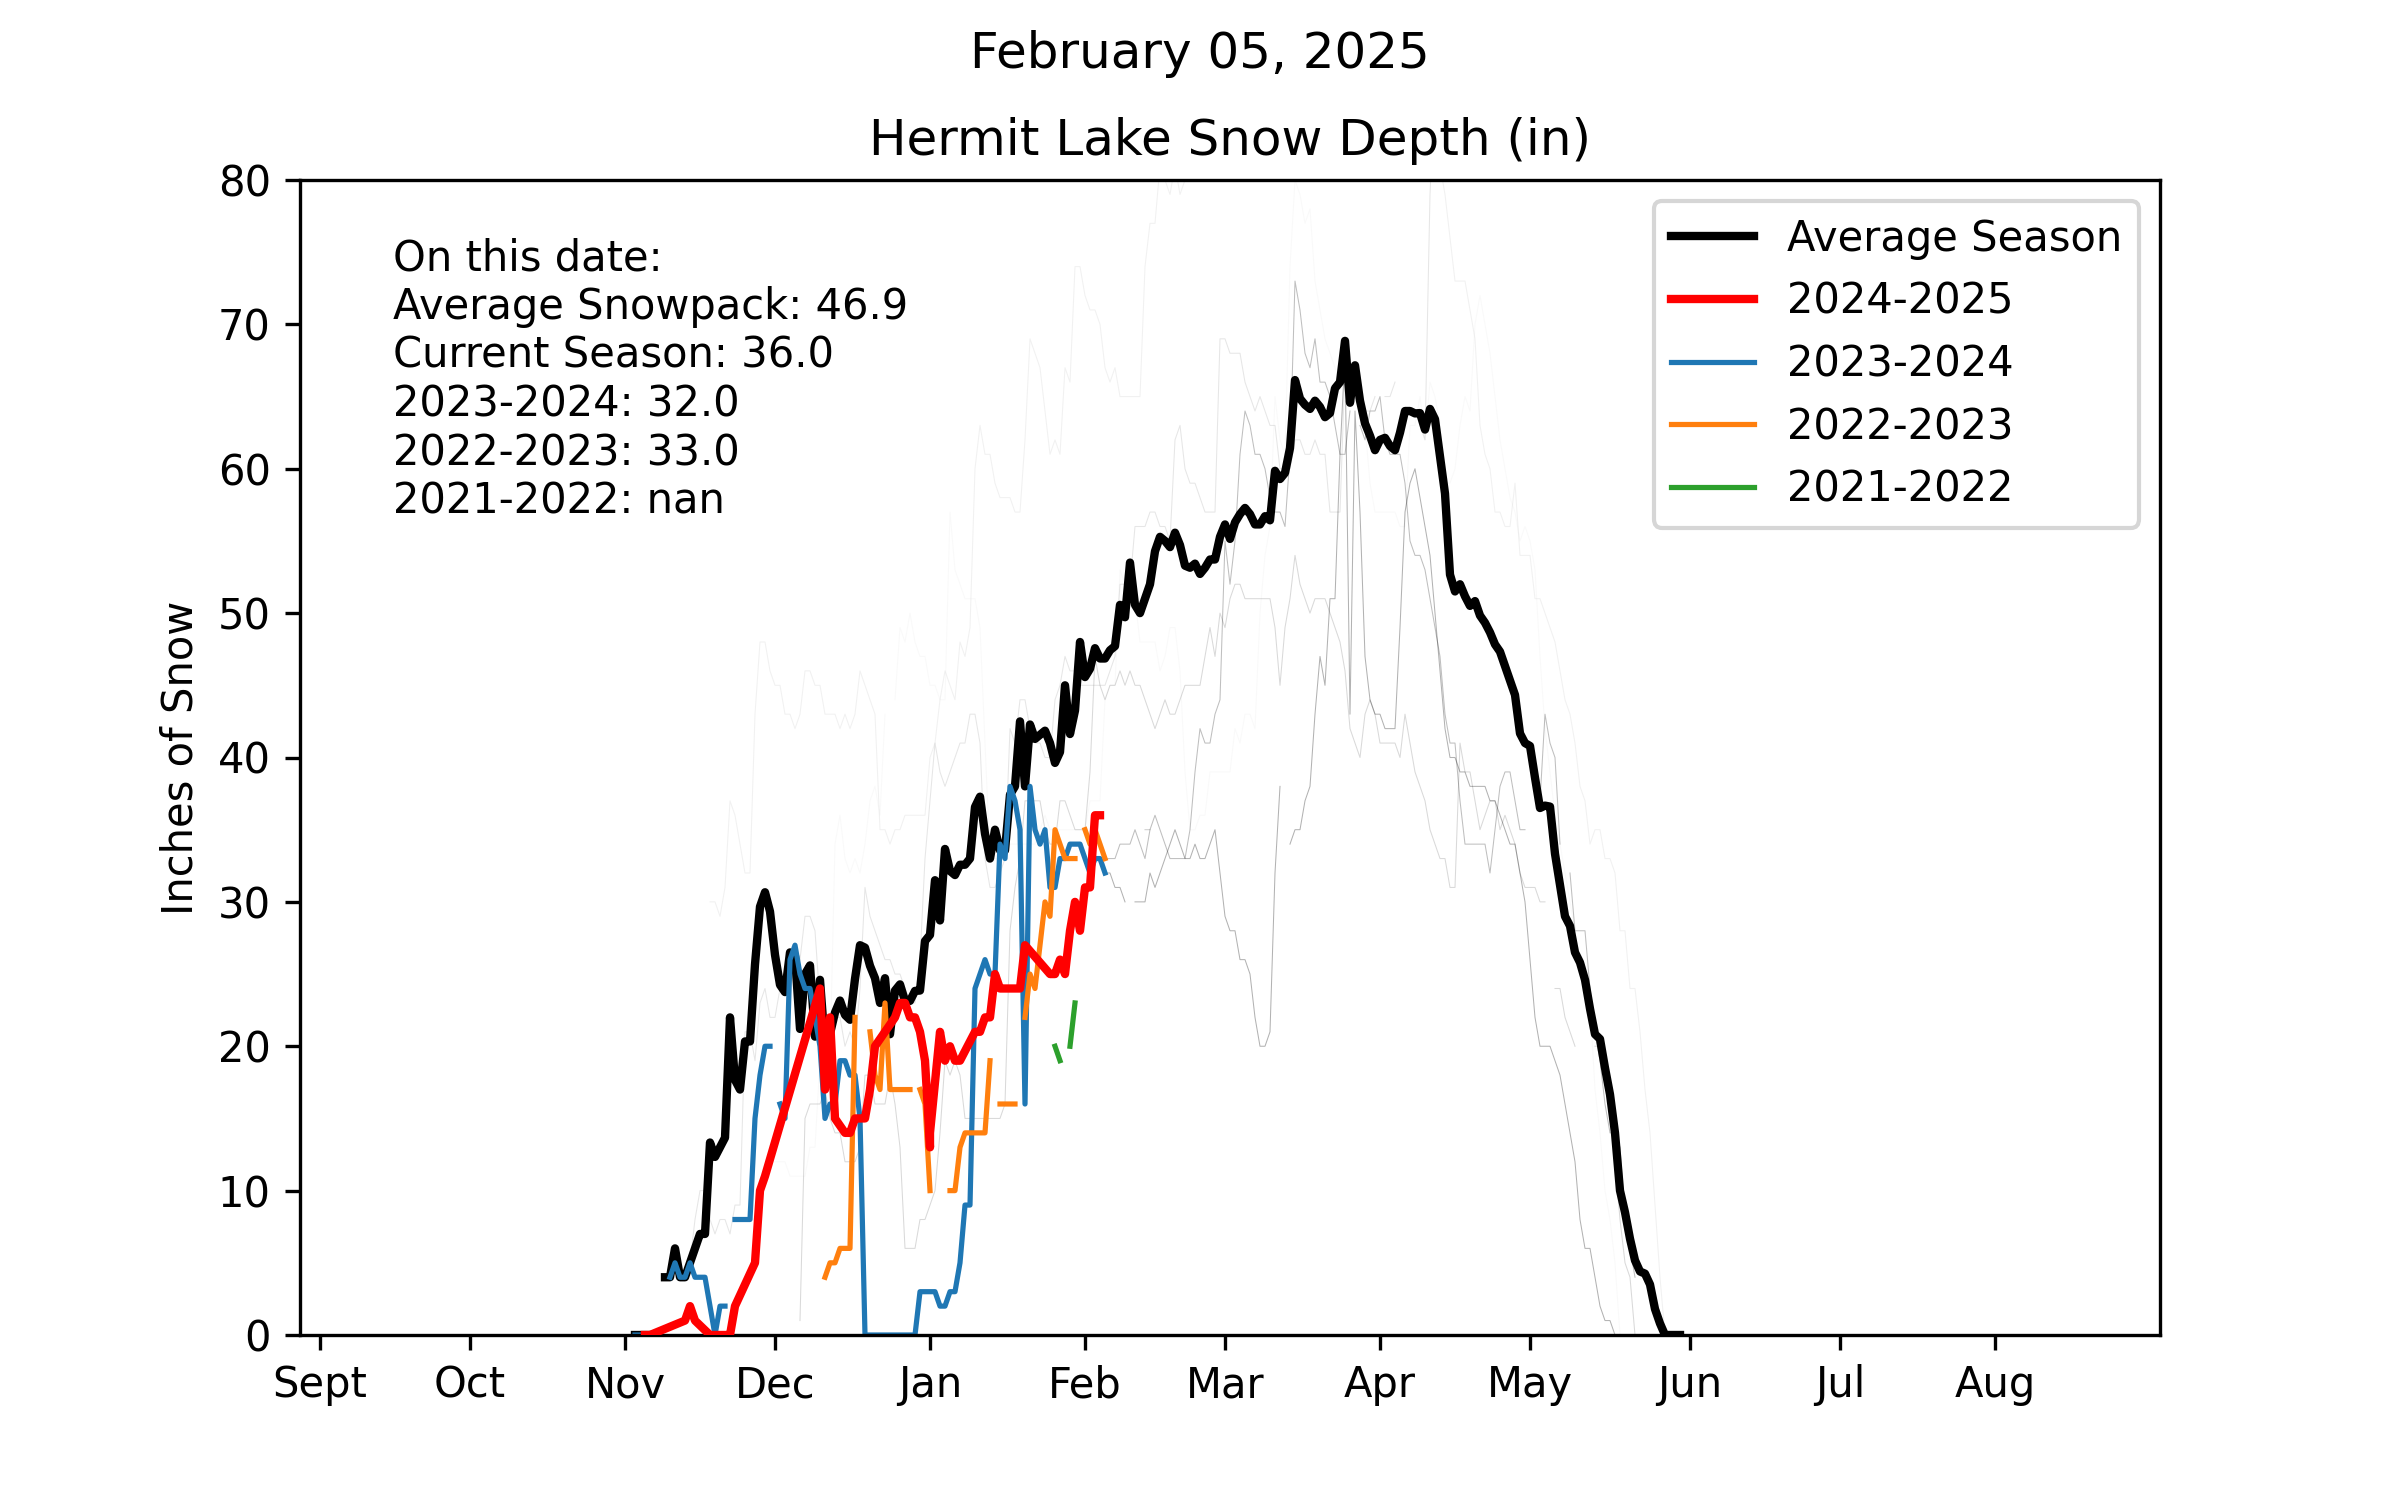 February 05, 2025
Hermit Lake Snow Depth (in)
80
70
60
50
40
30
20
10
0
Inches of Snow
On this date:
Average Snowpack: 46.9
Current Season: 36.0
2023-2024: 32.0
2022-2023: 33.0
2021-2022: nan
Average Season
2024-2025
2023-2024
2022-2023
2021-2022
Sept Oct Nov Dec Jan Feb Mar Apr May Jun Jul Aug